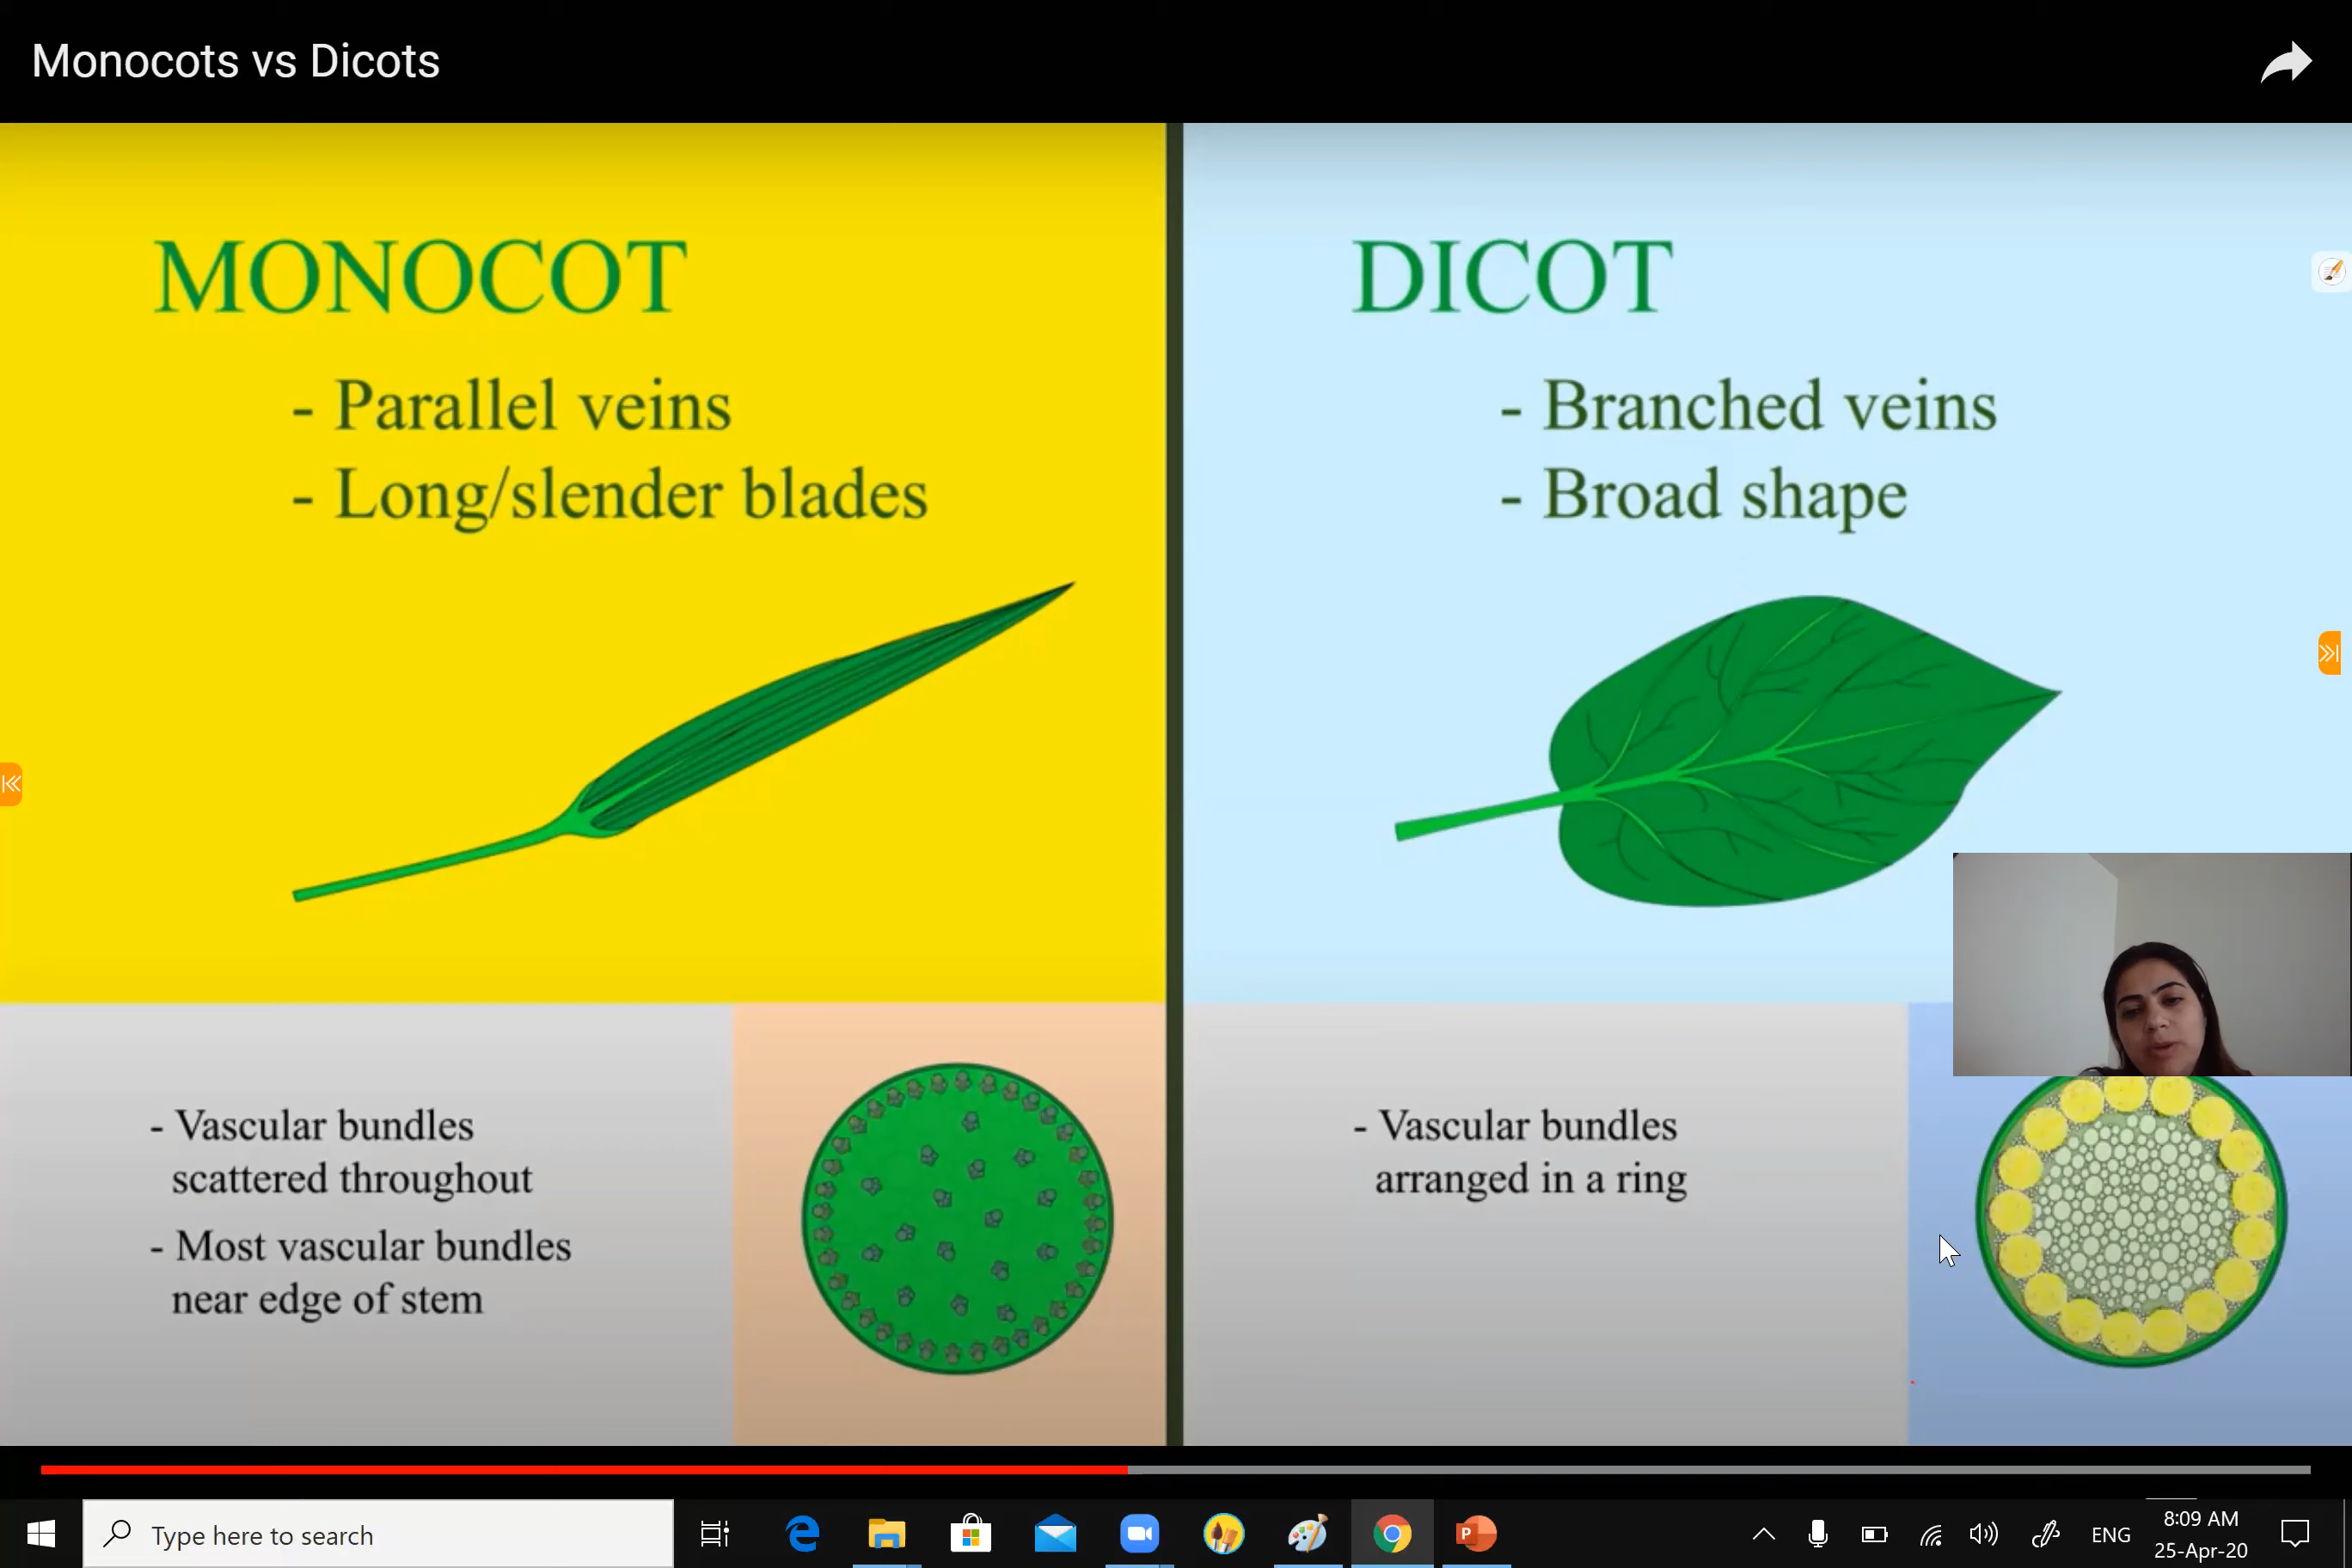 Monocots vs Dicots
MONOCOT
- Parallel veins
- Long/slender blades
DICOT
- Branched veins
- Broad shape
- Vascular bundles
scattered throughout
- Most vascular bundles
near edge of stem
- Vascular bundles
arranged in a ring
Type here to search
P
ENG
8:09 AM
25-Apr-20